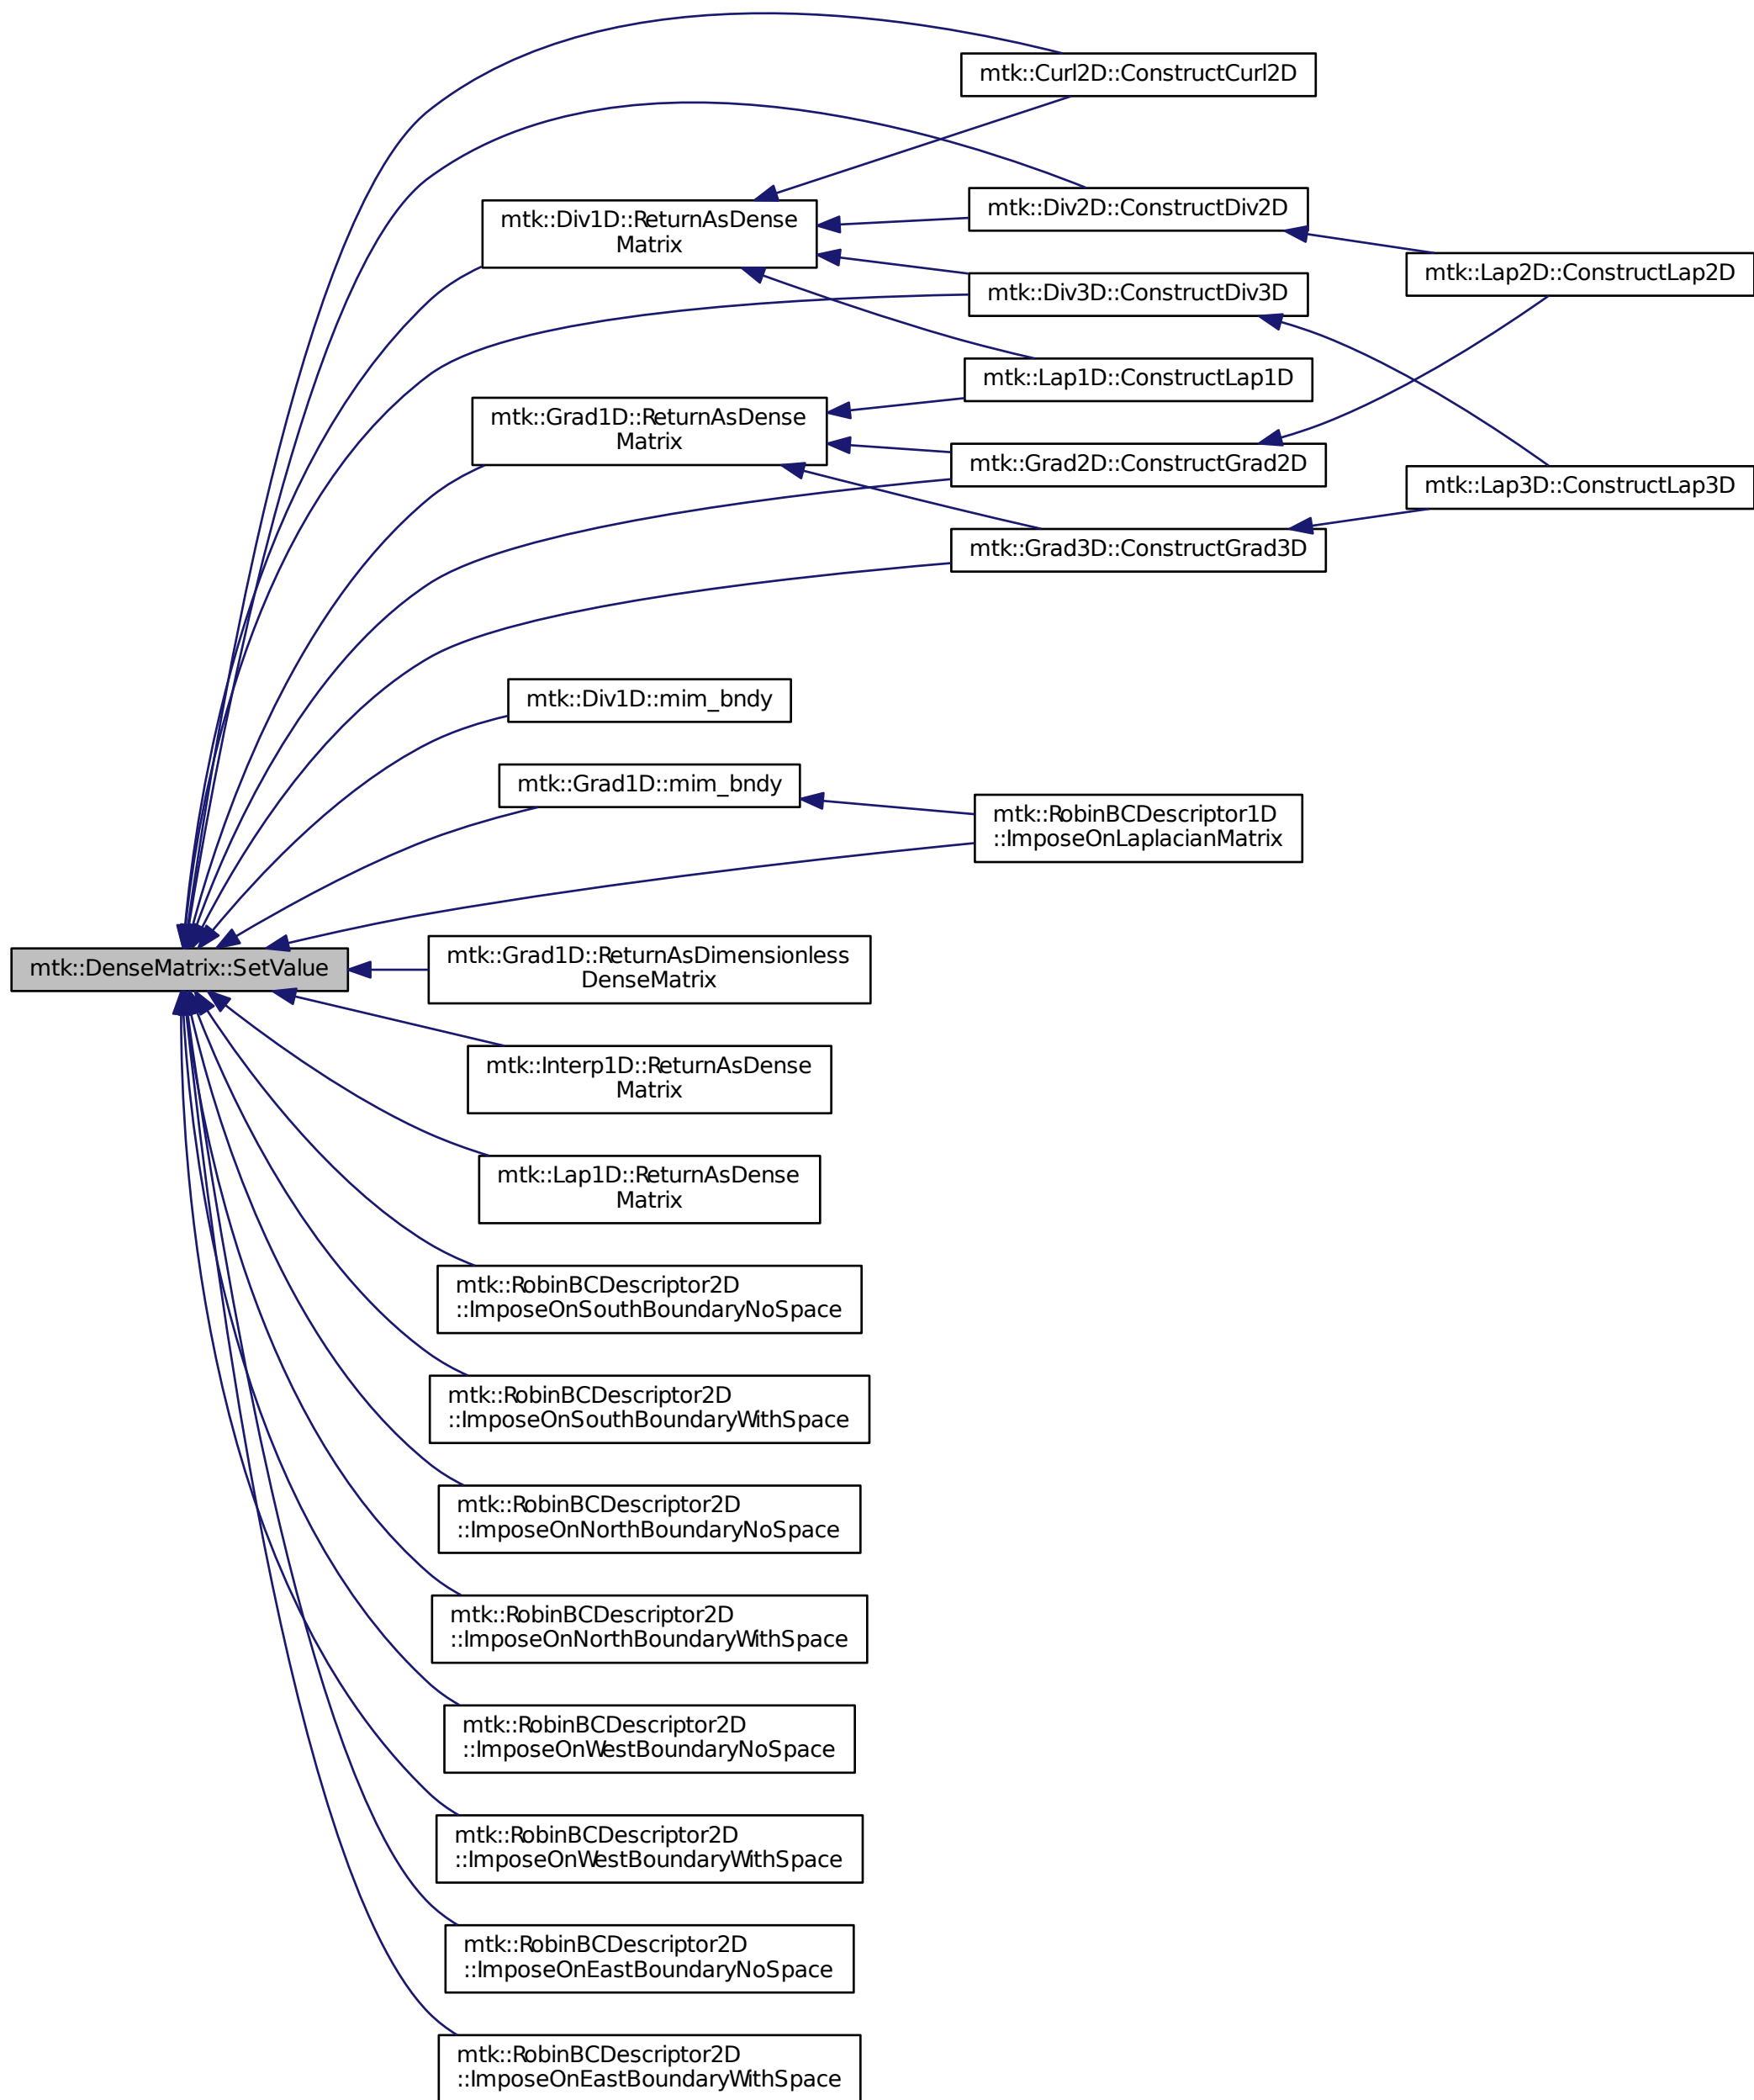 mtk::Curl2D::ConstructCurl2D
mtk::Div1D::ReturnAsDense
Matrix
mtk::Div2D::ConstructDiv2D
mtk::Lap2D::ConstructLap2D
mtk::Div3D::ConstructDiv3D
mtk::Lap1D::ConstructLap1D
mtk::Grad1D::ReturnAsDense
Matrix
mtk::Grad2D::ConstructGrad2D
mtk::Lap3D::ConstructLap3D
mtk::Grad3D::ConstructGrad3D
mtk::Div1D::mim_bndy
mtk::Grad1D::mim_bndy
mtk::RobinBCDescriptor1D
::ImposeOnLaplacianMatrix
mtk::DenseMatrix::SetValue
mtk::Grad1D::ReturnAsDimensionless
DenseMatrix
mtk::Interp1D::ReturnAsDense
Matrix
mtk::Lap1D::ReturnAsDense
Matrix
mtk::RobinBCDescriptor2D
::ImposeOnSouthBoundaryNoSpace
mtk::RobinBCDescriptor2D
::ImposeOnSouthBoundaryWithSpace
mtk::RobinBCDescriptor2D
::ImposeOnNorthBoundaryNoSpace
mtk::RobinBCDescriptor2D
::ImposeOnNorthBoundaryWithSpace
mtk::RobinBCDescriptor2D
::ImposeOnWestBoundaryNoSpace
mtk::RobinBCDescriptor2D
::ImposeOnWestBoundaryWithSpace
mtk::RobinBCDescriptor2D
::ImposeOnEastBoundaryNoSpace
mtk::RobinBCDescriptor2D
::ImposeOnEastBoundaryWithSpace